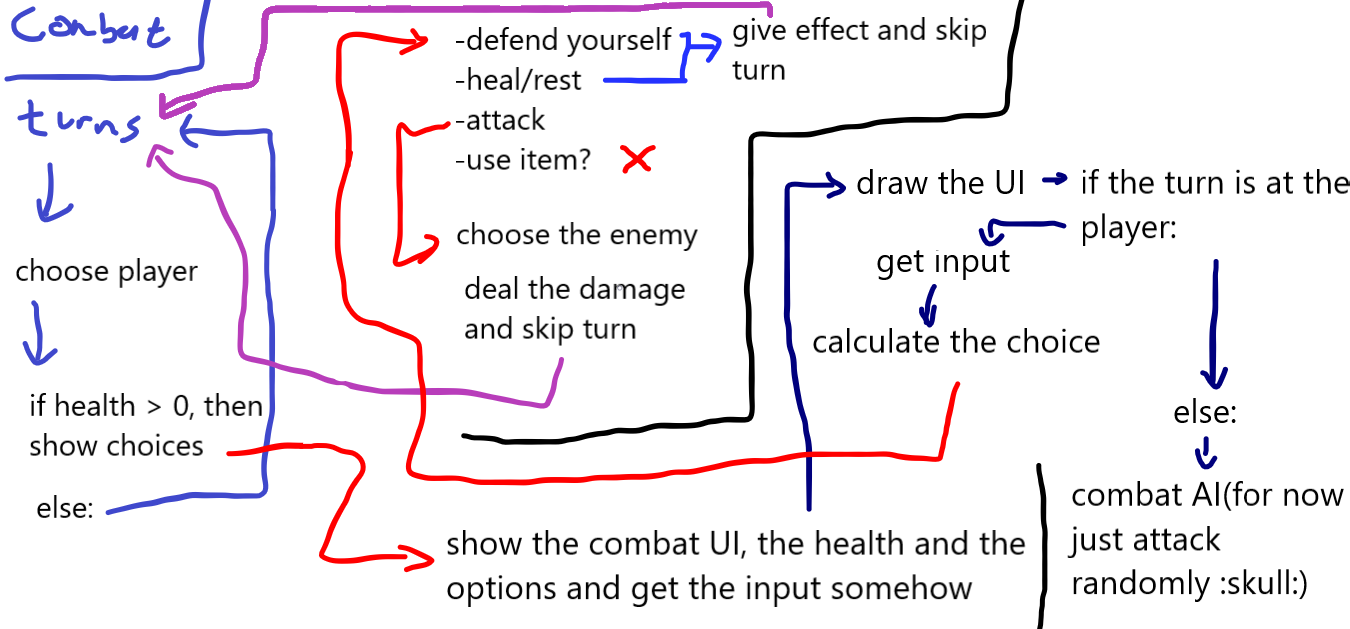 Combat
turns
choose player
if health > 0, then
show choices
else:
-defend yourself
-heal/rest
-attack
-use item?
give effect and skip
turn
choose the enemy
deal the damage
and skip turn
draw the UI
if the turn is at the
player:
get input
calculate the choice
else:
combat AI(for now
just attack
randomly :skull:)
show the combat UI, the health and the
options and get the input somehow